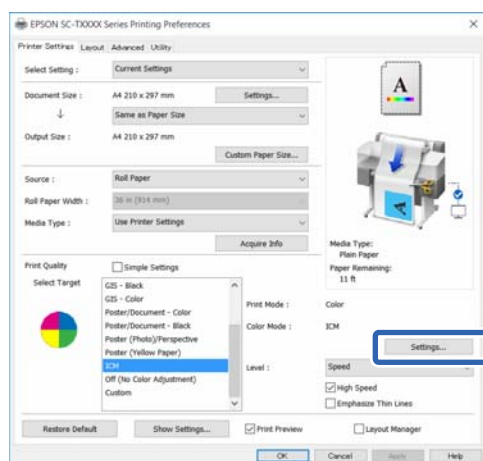 EPSON SC-TXXXX Series Printing Preferences
Printer Settings Layout Advanced Utility
Select Setting : Current Settings
Document Size : A4 210 x 297 mm Settings...
Same as Paper Size
Output Size : A4 210 x 297 mm
Custom Paper Size...
Source : Roll Paper
Roll Paper Width : 36 in (914 mm)
Media Type : Use Printer Settings
Acquire Info
A
Media Type:
Plain Paper
Paper Remaining:
11 ft
Print Quality Simple Settings
Select Target
GIS - Black
GIS - Color
Poster/Document - Color
Poster/Document - Black
Poster (Photo)/Perspective
Poster (Yellow Paper)
ICM
Off (No Color Adjustment)
Custom
Print Mode : Color
Color Mode : ICM
Settings...
Level : Speed
High Speed
Emphasize Thin Lines
Restore Default Show Settings... Print Preview Layout Manager
OK Cancel Apply Help